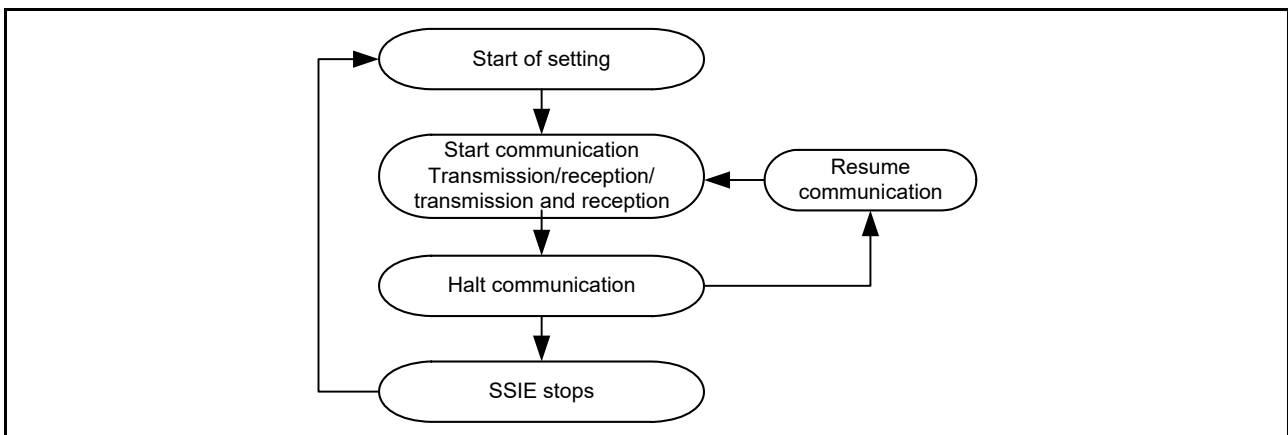 Start of setting
Start communication
Transmission/reception/
transmission and reception
Resume
communication
Halt communication
SSIE stops